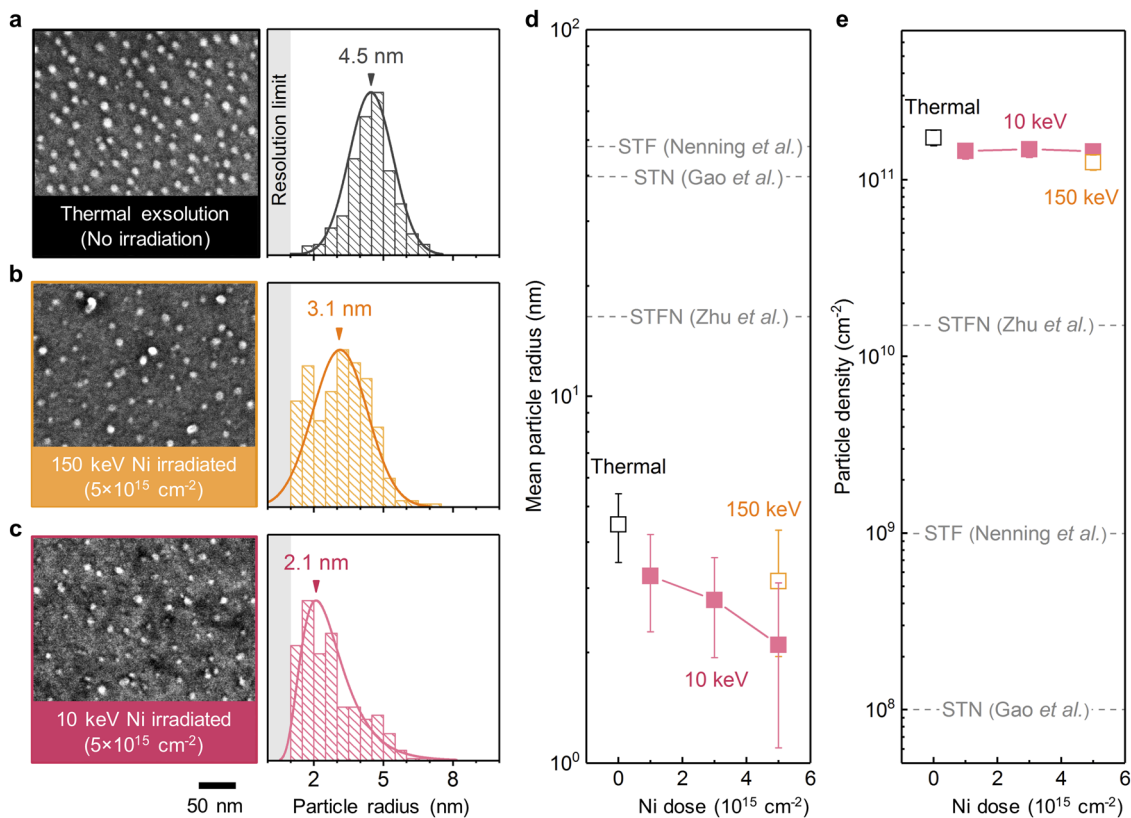 a
Thermal exsolution
(No irradiation)
Resolution limit
4.5 nm
b
150 keV Ni irradiated
(5×10¹⁵ cm⁻²)
3.1 nm
c
10 keV Ni irradiated
(5×10¹⁵ cm⁻²)
2.1 nm
50 nm
2 4 6 8
Particle radius (nm)
d
Mean particle radius (nm)
10²
10¹
10⁰
STF (Nenning et al.)
STN (Gao et al.)
STFN (Zhu et al.)
Thermal
150 keV
10 keV
0 2 4 6
Ni dose (10¹⁵ cm⁻²)
e
Particle density (cm⁻²)
10¹¹
10¹⁰
10⁹
10⁸
Thermal
10 keV
150 keV
STFN (Zhu et al.)
STF (Nenning et al.)
STN (Gao et al.)
0 2 4 6
Ni dose (10¹⁵ cm⁻²)